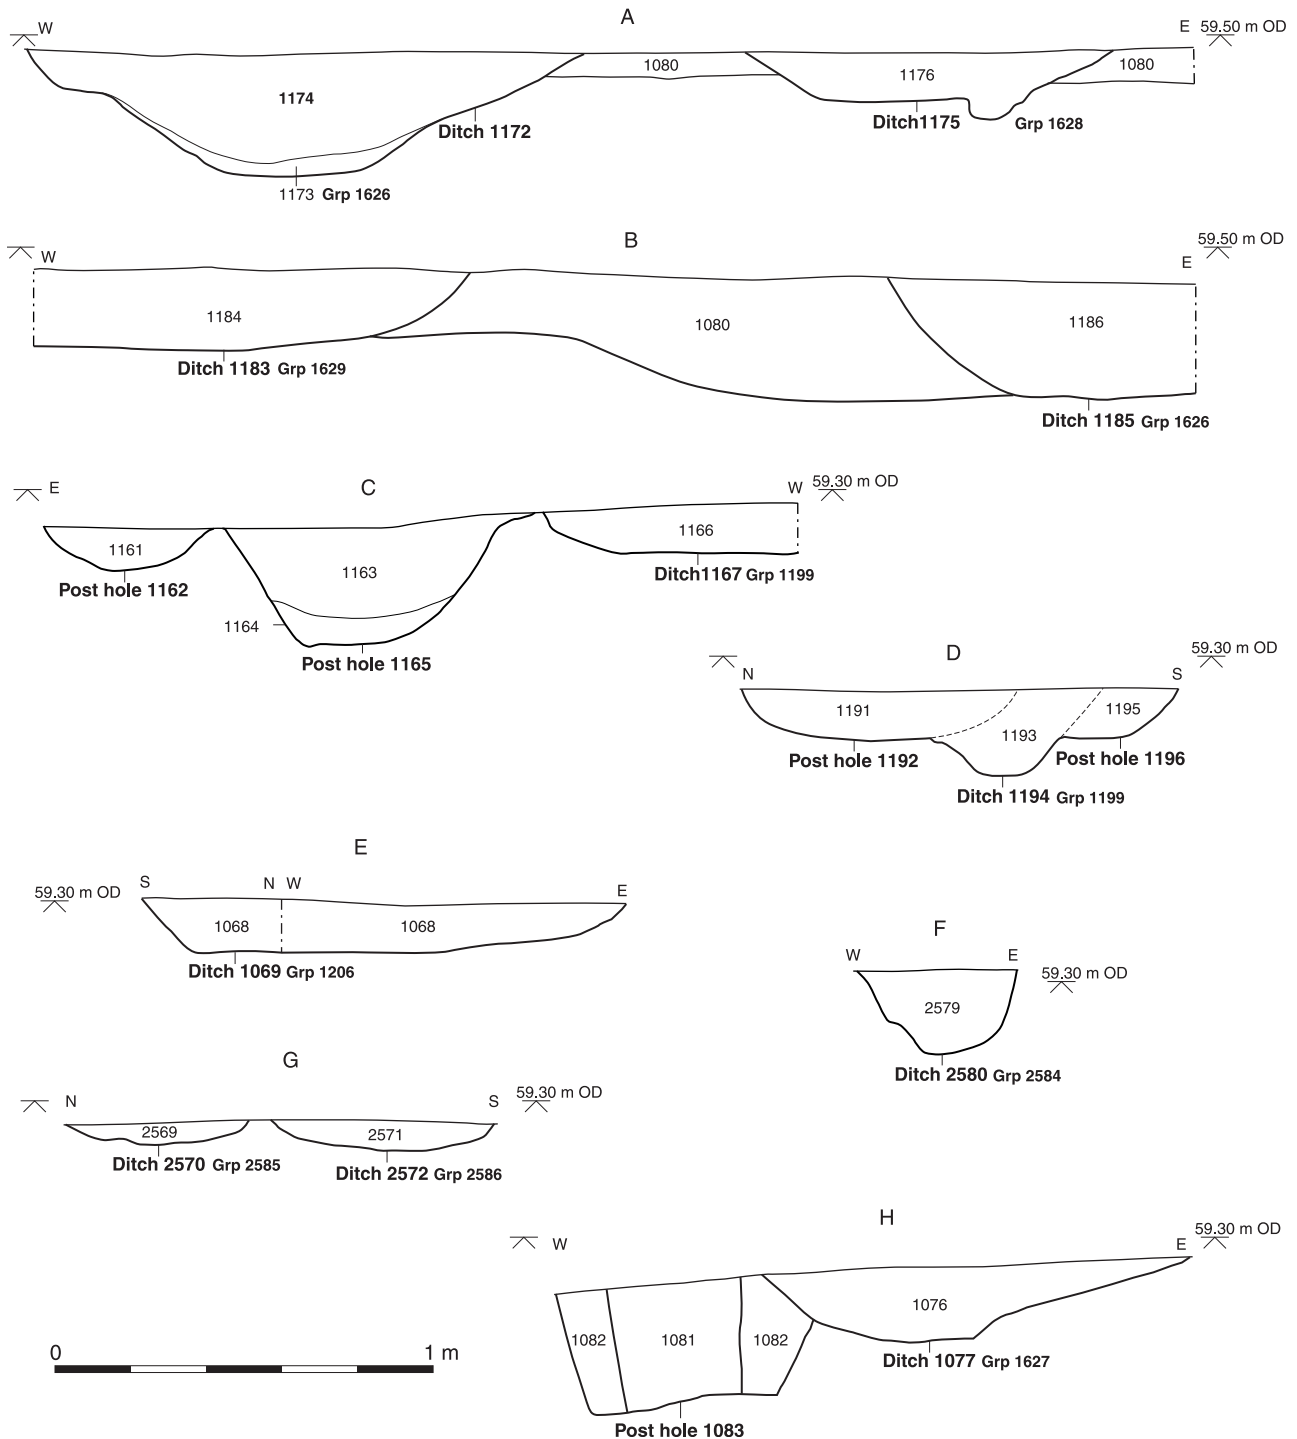 A
W
E 59.50 m OD
1174
1080
1176
1080
Ditch 1172
Ditch1175
Grp 1628
1173 Grp 1626
B
W
59.50 m OD
E
1184
1080
1186
Ditch 1183 Grp 1629
Ditch 1185 Grp 1626
C
E
W 59.30 m OD
1161
1163
1166
Post hole 1162
Ditch1167 Grp 1199
1164
Post hole 1165
D
N
S
59.30 m OD
1191
1193
1195
Post hole 1192
Post hole 1196
Ditch 1194 Grp 1199
E
59.30 m OD
S
N W
E
1068
1068
Ditch 1069 Grp 1206
F
W
E
59.30 m OD
2579
Ditch 2580 Grp 2584
G
N
S
59.30 m OD
2569
2571
Ditch 2570 Grp 2585
Ditch 2572 Grp 2586
H
W
E
59.30 m OD
1082
1081
1082
1076
Ditch 1077 Grp 1627
Post hole 1083
0
1 m